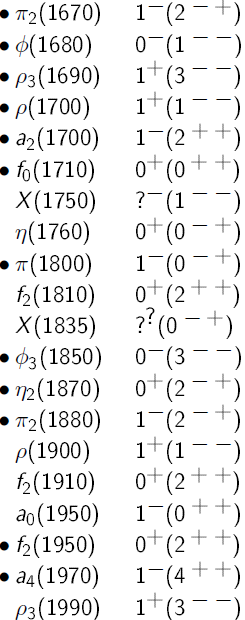 • π₂(1670) 1⁻(2 ⁻ ⁺)
• ϕ(1680) 0⁻(1 ⁻ ⁻)
• ρ₃(1690) 1⁺(3 ⁻ ⁻)
• ρ(1700) 1⁺(1 ⁻ ⁻)
• a₂(1700) 1⁻(2 ⁺ ⁺)
• f₀(1710) 0⁺(0 ⁺ ⁺)
X(1750) ?⁻(1 ⁻ ⁻)
η(1760) 0⁺(0 ⁻ ⁺)
• π(1800) 1⁻(0 ⁻ ⁺)
f₂(1810) 0⁺(2 ⁺ ⁺)
X(1835) ?^?(0 ⁻ ⁺)
• ϕ₃(1850) 0⁻(3 ⁻ ⁻)
• η₂(1870) 0⁺(2 ⁻ ⁺)
• π₂(1880) 1⁻(2 ⁻ ⁺)
ρ(1900) 1⁺(1 ⁻ ⁻)
f₂(1910) 0⁺(2 ⁺ ⁺)
a₀(1950) 1⁻(0 ⁺ ⁺)
• f₂(1950) 0⁺(2 ⁺ ⁺)
• a₄(1970) 1⁻(4 ⁺ ⁺)
ρ₃(1990) 1⁺(3 ⁻ ⁻)